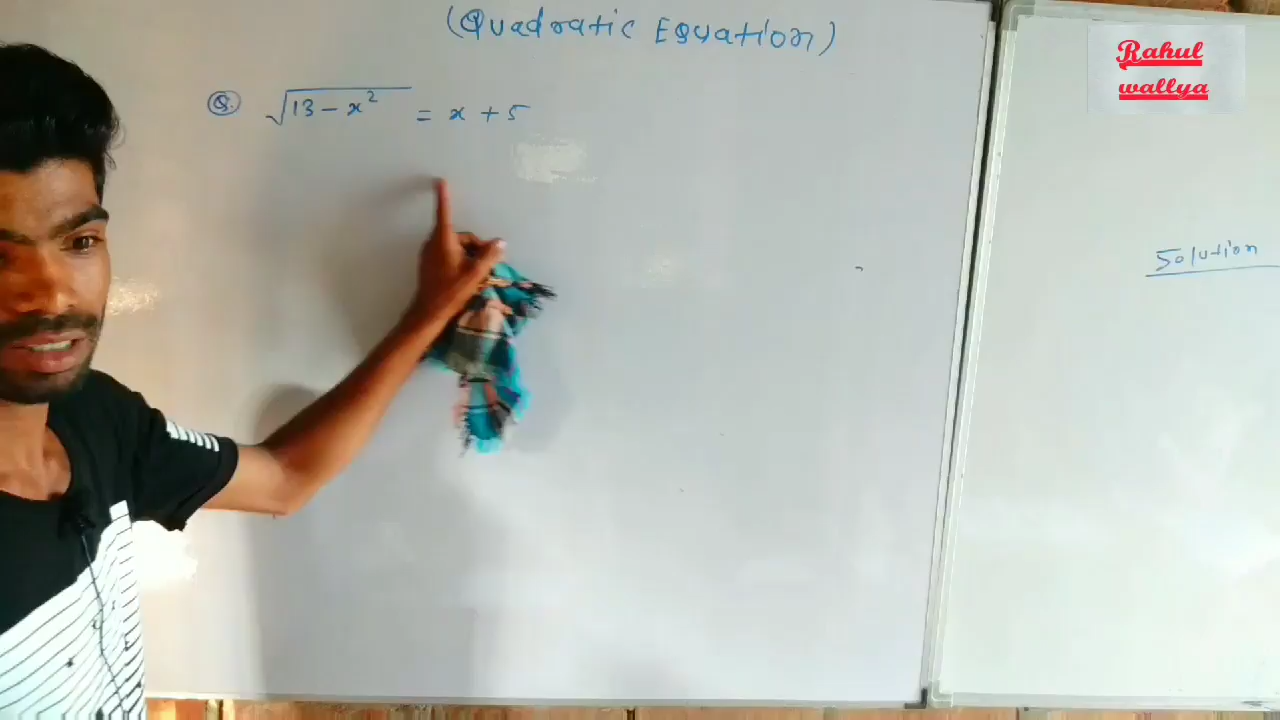 (Quadratic Equation)
Q. √13 - x² = x + 5
Solution
Rahul
wallya